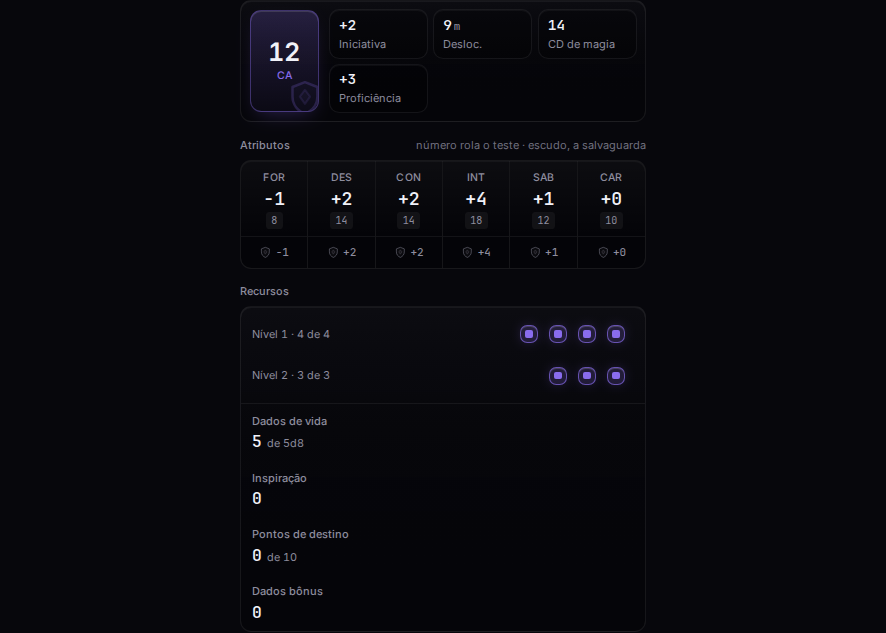 12
CA
+2
Iniciativa
9 m
Desloc.
14
CD de magia
+3
Proficiência
Atributos
número rola o teste · escudo, a salvaguarda
FOR DES CON INT SAB CAR
-1 +2 +2 +4 +1 +0
8 14 14 18 12 10
-1 +2 +2 +4 +1 +0
Recursos
Nível 1 · 4 de 4
Nível 2 · 3 de 3
Dados de vida
5 de 5d8
Inspiração
0
Pontos de destino
0 de 10
Dados bônus
0